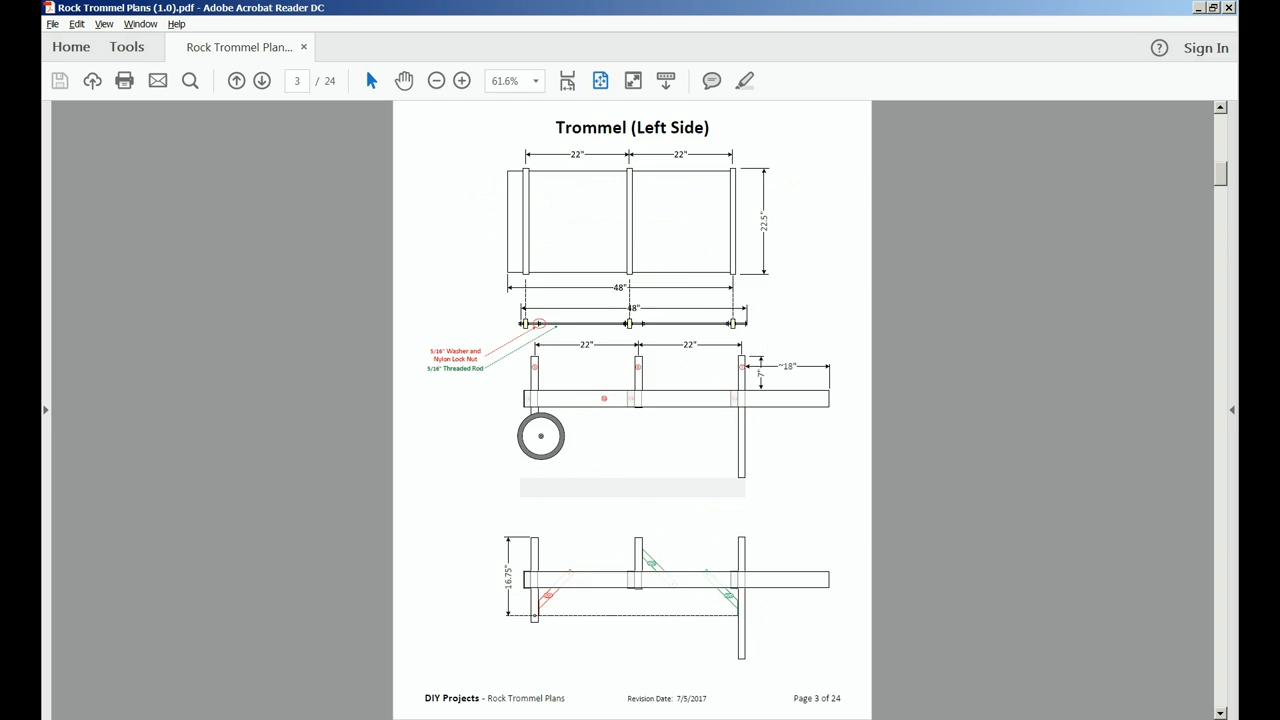 Rock Trommel Plans (1.0).pdf - Adobe Acrobat Reader DC
File Edit View Window Help
Home Tools Rock Trommel Plan... × Sign In
3 / 24 61.6%
Trommel (Left Side)
22" 22"
22.5"
48"
48"
5/16" Washer and
Nylon Lock Nut
5/16" Threaded Rod
22" 22"
7" ~18"
16.75"
DIY Projects - Rock Trommel Plans Revision Date: 7/5/2017 Page 3 of 24